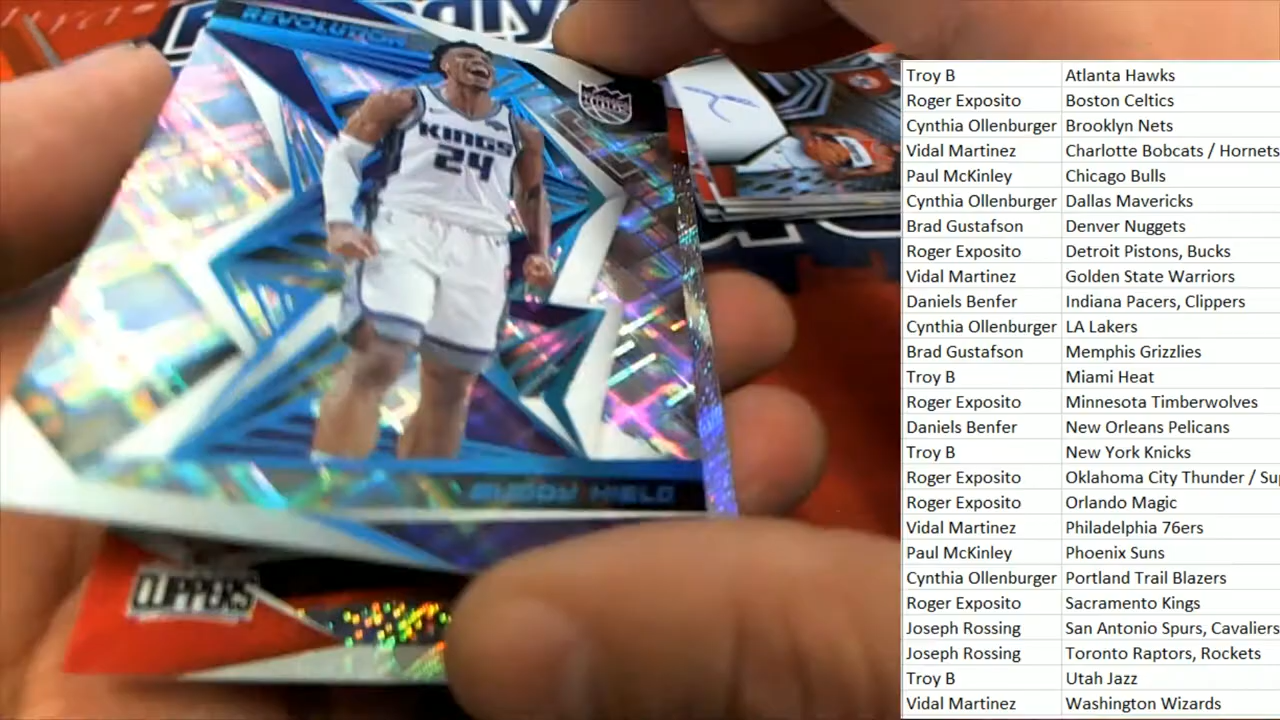 REVOLUTION
KINGS
KINGS
24
BUDDY HIELD
CLIPPERS
Troy B Atlanta Hawks
Roger Exposito Boston Celtics
Cynthia Ollenburger Brooklyn Nets
Vidal Martinez Charlotte Bobcats / Hornets
Paul McKinley Chicago Bulls
Cynthia Ollenburger Dallas Mavericks
Brad Gustafson Denver Nuggets
Roger Exposito Detroit Pistons, Bucks
Vidal Martinez Golden State Warriors
Daniels Benfer Indiana Pacers, Clippers
Cynthia Ollenburger LA Lakers
Brad Gustafson Memphis Grizzlies
Troy B Miami Heat
Roger Exposito Minnesota Timberwolves
Daniels Benfer New Orleans Pelicans
Troy B New York Knicks
Roger Exposito Oklahoma City Thunder / Su
Roger Exposito Orlando Magic
Vidal Martinez Philadelphia 76ers
Paul McKinley Phoenix Suns
Cynthia Ollenburger Portland Trail Blazers
Roger Exposito Sacramento Kings
Joseph Rossing San Antonio Spurs, Cavaliers
Joseph Rossing Toronto Raptors, Rockets
Troy B Utah Jazz
Vidal Martinez Washington Wizards